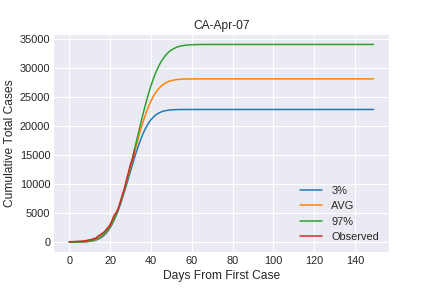 CA-Apr-07
Cumulative Total Cases
35000
30000
25000
20000
15000
10000
5000
0
3%
AVG
97%
Observed
0 20 40 60 80 100 120 140
Days From First Case